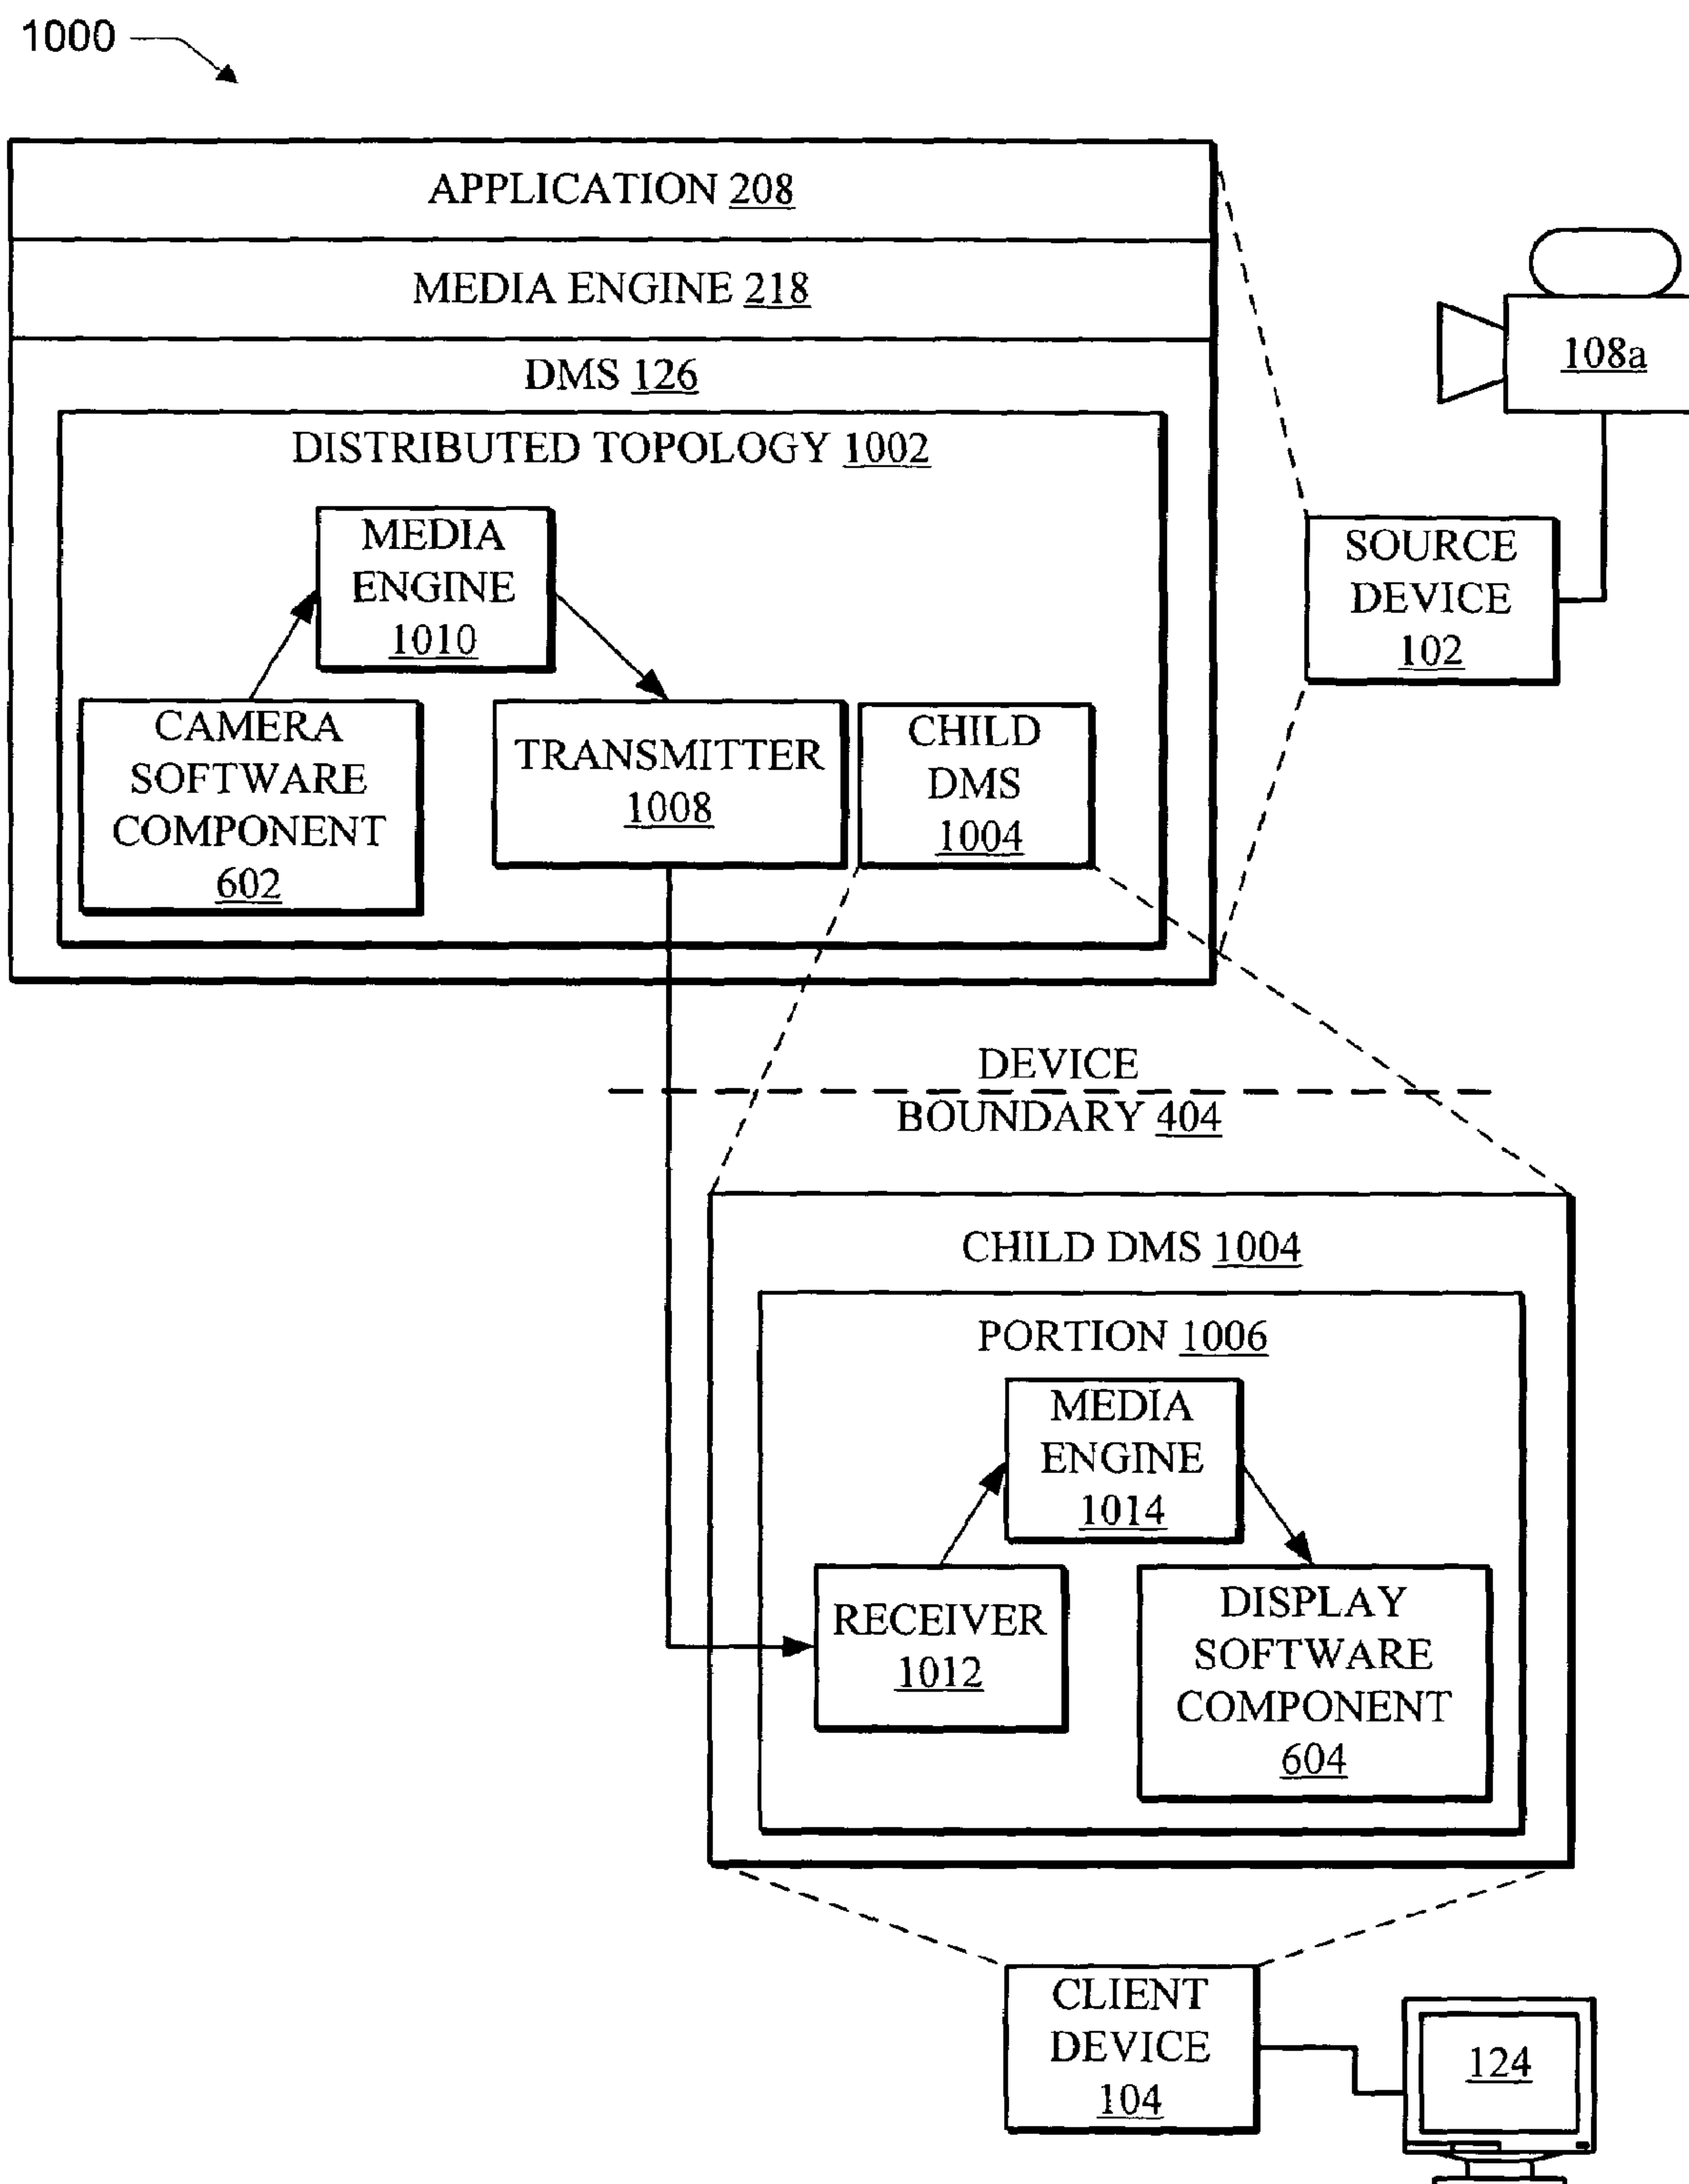 1000
APPLICATION 208
MEDIA ENGINE 218
DMS 126
DISTRIBUTED TOPOLOGY 1002
MEDIA
ENGINE
1010
CAMERA
SOFTWARE
COMPONENT
602
TRANSMITTER
1008
CHILD
DMS
1004
108a
SOURCE
DEVICE
102
DEVICE
BOUNDARY 404
CHILD DMS 1004
PORTION 1006
MEDIA
ENGINE
1014
RECEIVER
1012
DISPLAY
SOFTWARE
COMPONENT
604
CLIENT
DEVICE
104
124